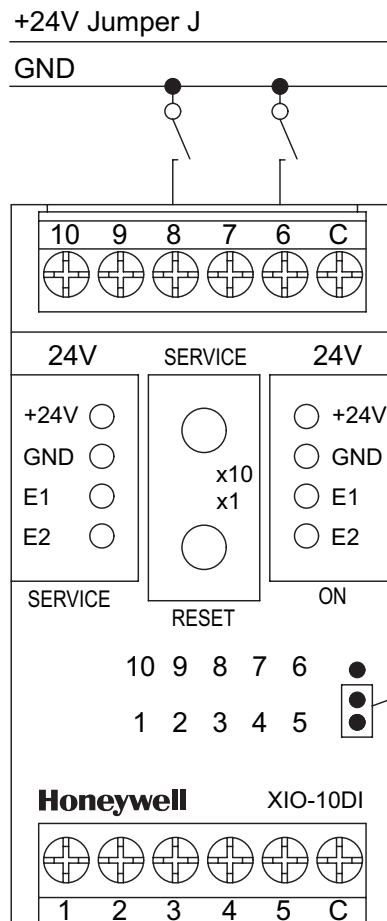 +24V Jumper J
GND
10 9 8 7 6 C
24V SERVICE 24V
+24V +24V
GND GND
x10
E1 x1 E1
E2 E2
SERVICE RESET ON
10 9 8 7 6
1 2 3 4 5
Honeywell XIO-10DI
1 2 3 4 5 C